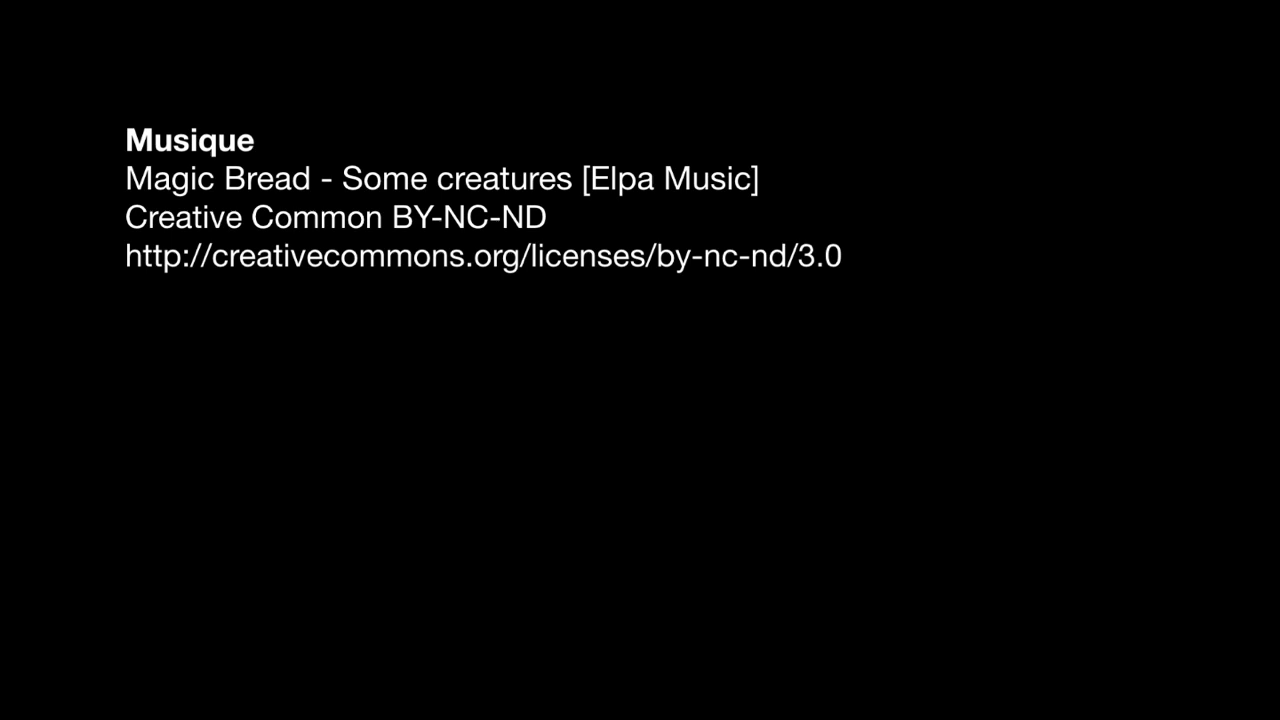 Musique
Magic Bread - Some creatures [Elpa Music]
Creative Common BY-NC-ND
http://creativecommons.org/licenses/by-nc-nd/3.0